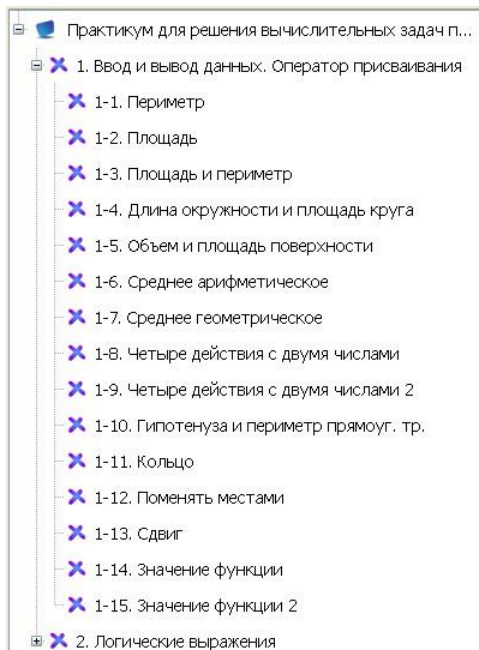 Практикум для решения вычислительных задач п...
1. Ввод и вывод данных. Оператор присваивания
1-1. Периметр
1-2. Площадь
1-3. Площадь и периметр
1-4. Длина окружности и площадь круга
1-5. Объем и площадь поверхности
1-6. Среднее арифметическое
1-7. Среднее геометрическое
1-8. Четыре действия с двумя числами
1-9. Четыре действия с двумя числами 2
1-10. Гипотенуза и периметр прямоуг. тр.
1-11. Кольцо
1-12. Поменять местами
1-13. Сдвиг
1-14. Значение функции
1-15. Значение функции 2
2. Логические выражения